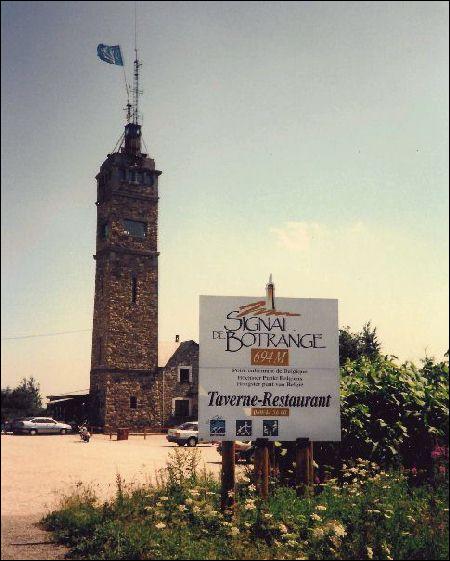 SIGNAL
DE BOTRANGE
694 M
Point culminant de Belgique
Höchster Punkt Belgiens
Hoogste punt van België
Taverne-Restaurant